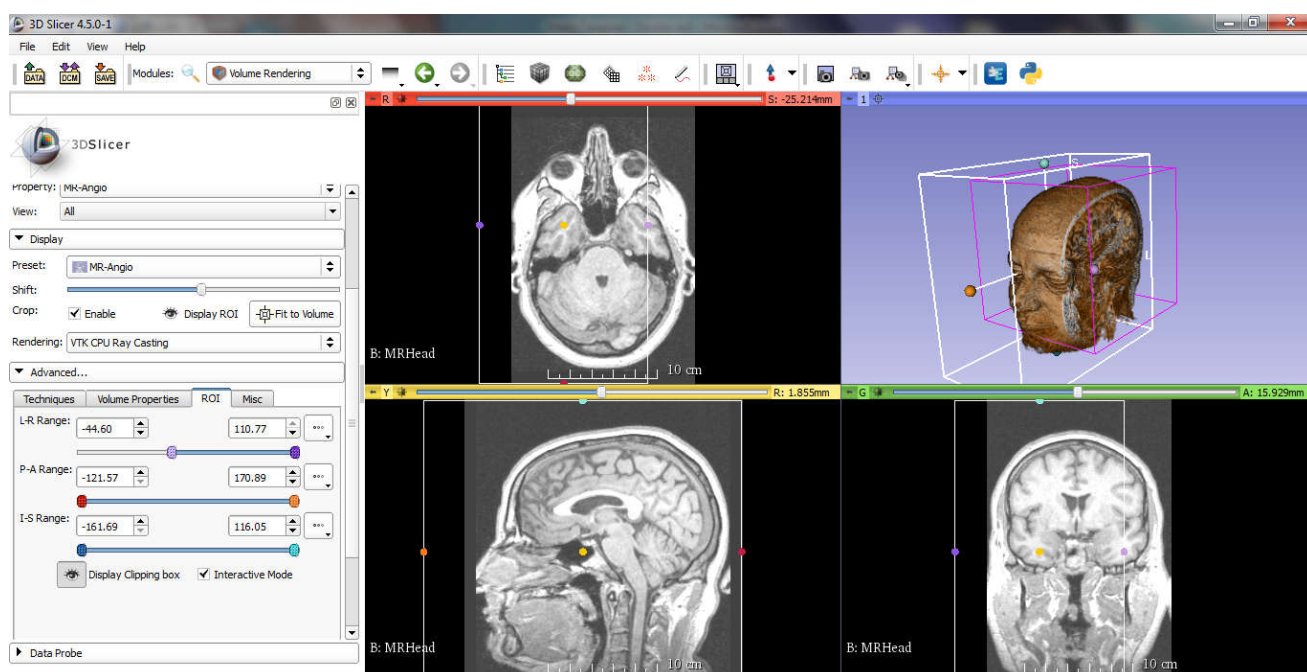 3D Slicer 4.5.0-1
File Edit View Help
DATA DCM SAVE Modules: Volume Rendering
R S: -25.214mm 1
3DSlicer
Property: MR-Angio
View: All
Display
Preset: MR-Angio
Shift:
Crop: Enable Display ROI Fit to Volume
Rendering: VTK CPU Ray Casting
Advanced...
Techniques Volume Properties ROI Misc
L-R Range: -44.60 110.77
P-A Range: -121.57 170.89
I-S Range: -161.69 116.05
Display Clipping box Interactive Mode
Data Probe
B: MRHead 10 cm
S
L
Y R: 1.855mm
B: MRHead 10 cm
G A: 15.929mm
B: MRHead 10 cm